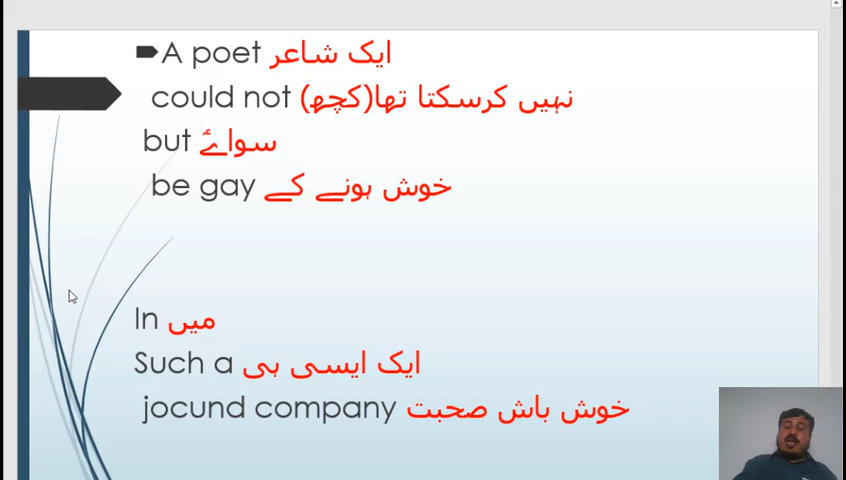 A poet ایک شاعر
could not نہیں کرسکتا تھا(کچھ)
but سواۓ
be gay خوش ہونے کے
In میں
Such a ایک ایسی ہی
jocund company خوش باش صحبت